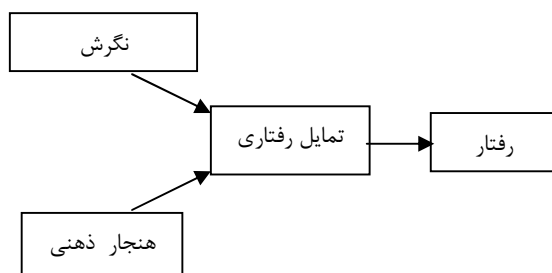 نگرش
تمایل رفتاری
رفتار
هنجار ذهنی